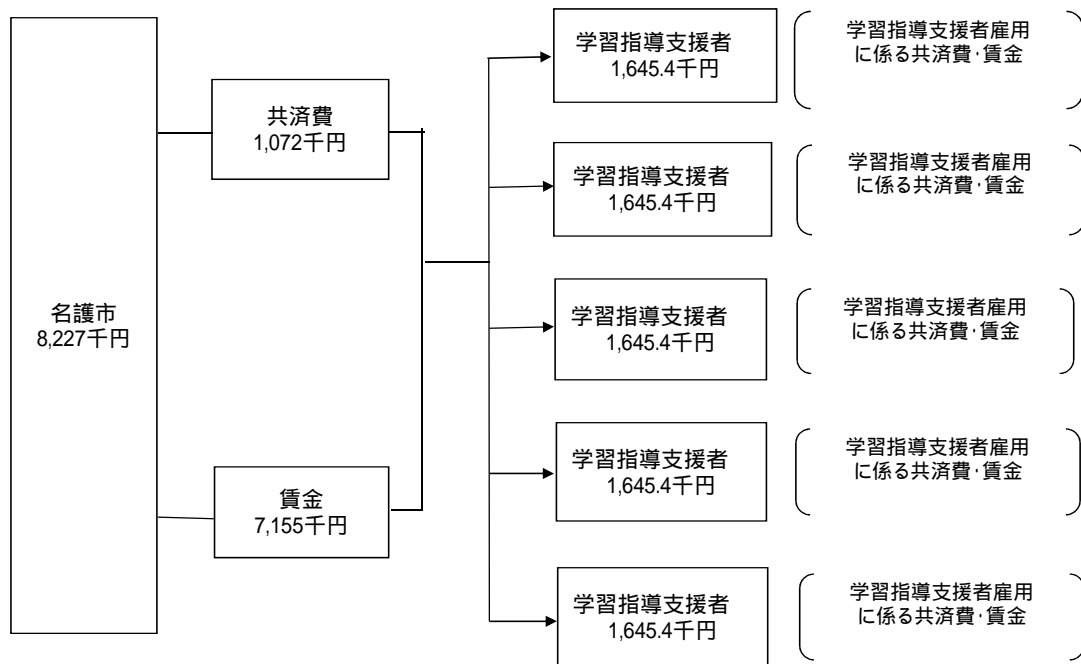 名護市
8,227千円
共済費
1,072千円
賃金
7,155千円
学習指導支援者
1,645.4千円
学習指導支援者雇用
に係る共済費・賃金
学習指導支援者
1,645.4千円
学習指導支援者雇用
に係る共済費・賃金
学習指導支援者
1,645.4千円
学習指導支援者雇用
に係る共済費・賃金
学習指導支援者
1,645.4千円
学習指導支援者雇用
に係る共済費・賃金
学習指導支援者
1,645.4千円
学習指導支援者雇用
に係る共済費・賃金